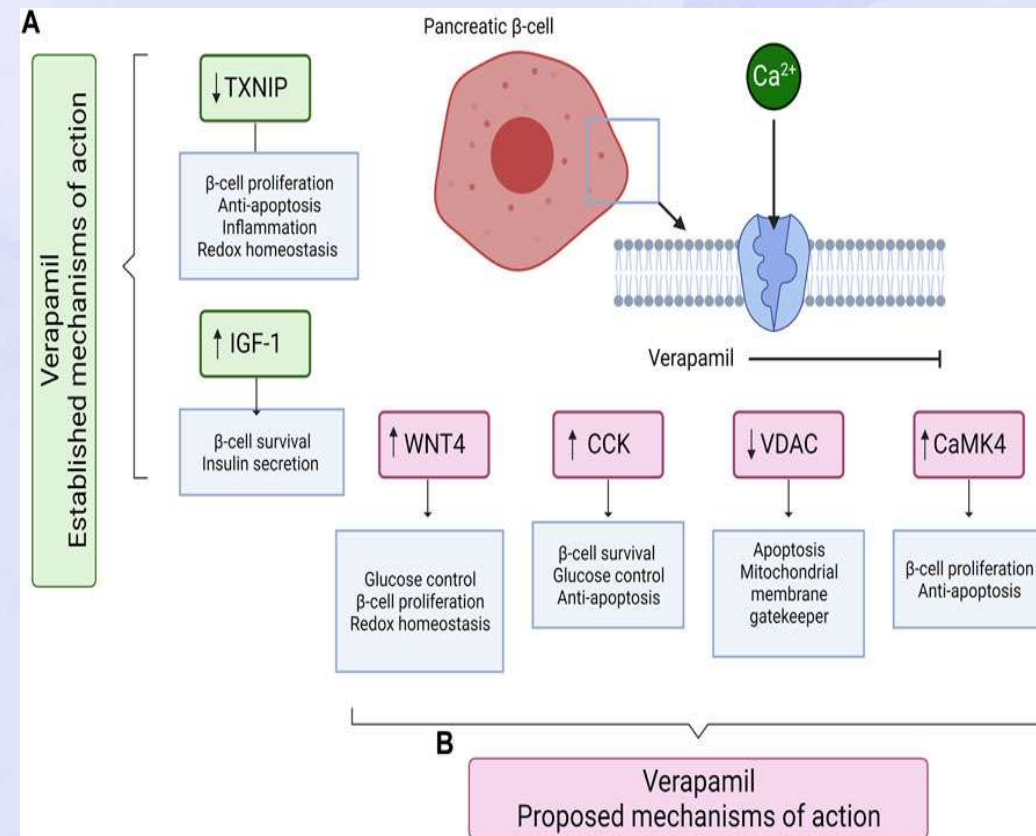 A
Pancreatic β-cell
Verapamil
Established mechanisms of action
↓TXNIP
β-cell proliferation
Anti-apoptosis
Inflammation
Redox homeostasis
Ca²⁺
↑ IGF-1
β-cell survival
Insulin secretion
Verapamil
↑WNT4
Glucose control
β-cell proliferation
Redox homeostasis
↑ CCK
β-cell survival
Glucose control
Anti-apoptosis
↓VDAC
Apoptosis
Mitochondrial
membrane
gatekeeper
↑CaMK4
β-cell proliferation
Anti-apoptosis
B
Verapamil
Proposed mechanisms of action